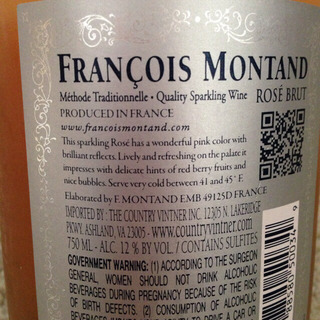 FRANÇOIS MONTAND
Méthode Traditionnelle • Quality Sparkling Wine ROSÉ BRUT
PRODUCED IN FRANCE
www.francoismontand.com
This sparkling Rosé has a wonderful pink color with
brilliant reflects. Lively and refreshing on the palate it
impresses with delicate hints of red berry fruits and
nice bubbles. Serve very cold between 41 and 45° F.
Elaborated by F. MONTAND EMB 49125D FRANCE
IMPORTED BY : THE COUNTRY VINTNER INC. 12305 N. LAKERIDGE
PKWY, ASHLAND, VA 23005 - www.countryvintner.com
750 ML - ALC. 12 % BY VOL / CONTAINS SULFITES
GOVERNMENT WARNING: (1) ACCORDING TO THE SURGEON
GENERAL, WOMEN SHOULD NOT DRINK ALCOHOLIC
BEVERAGES DURING PREGNANCY BECAUSE OF THE RISK
OF BIRTH DEFECTS. (2) CONSUMPTION OF ALCOHOLIC
BEVERAGES TO DRIVE A CAR OR